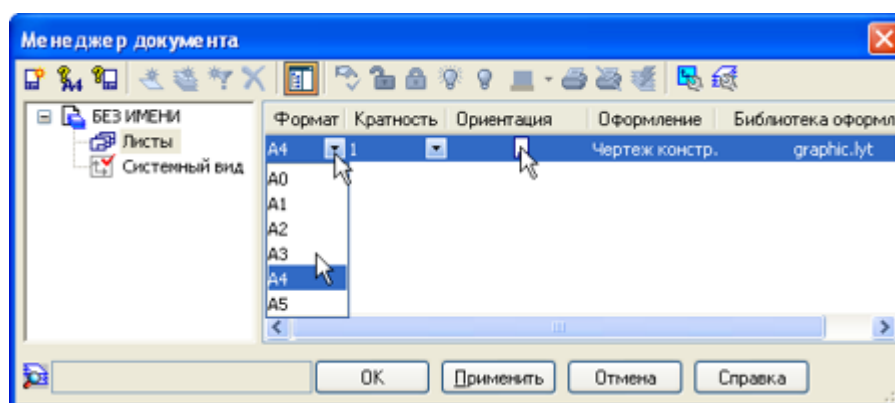 Менеджер документа
БЕЗ ИМЕНИ
Листы
Системный вид
Формат Кратность Ориентация Оформление Библиотека оформл
A4 1 Чертеж констр. graphic.lyt
A0
A1
A2
A3
A4
A5
OK Применить Отмена Справка